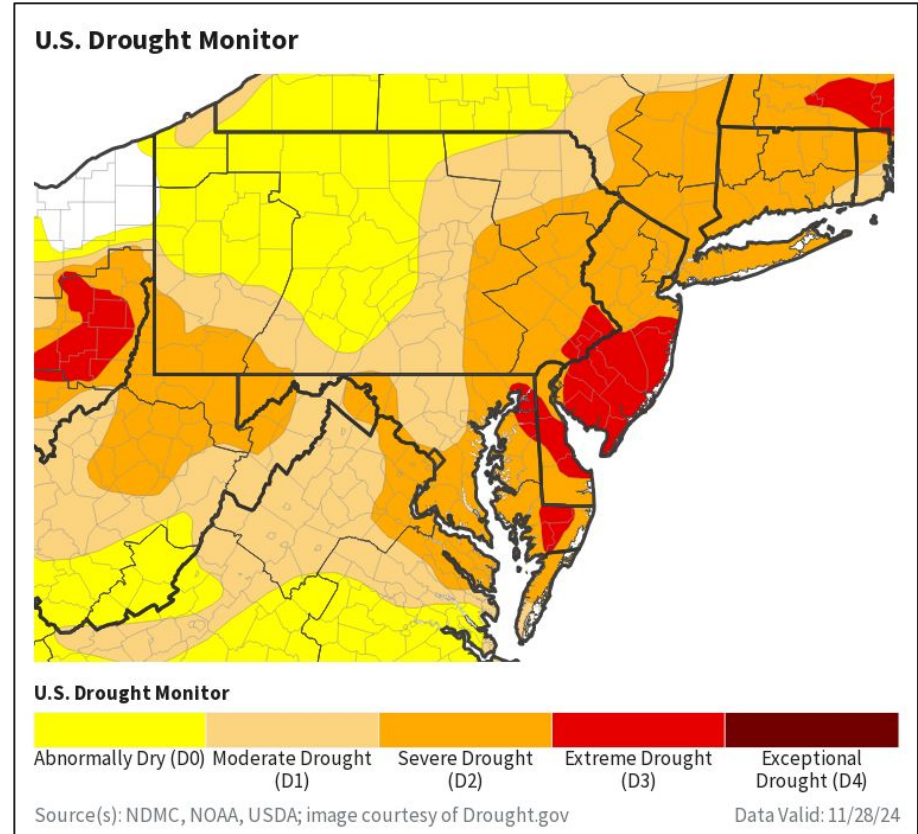 U.S. Drought Monitor
U.S. Drought Monitor
Abnormally Dry (D0)
Moderate Drought
(D1)
Severe Drought
(D2)
Extreme Drought
(D3)
Exceptional
Drought (D4)
Source(s): NDMC, NOAA, USDA; image courtesy of Drought.gov
Data Valid: 11/28/24